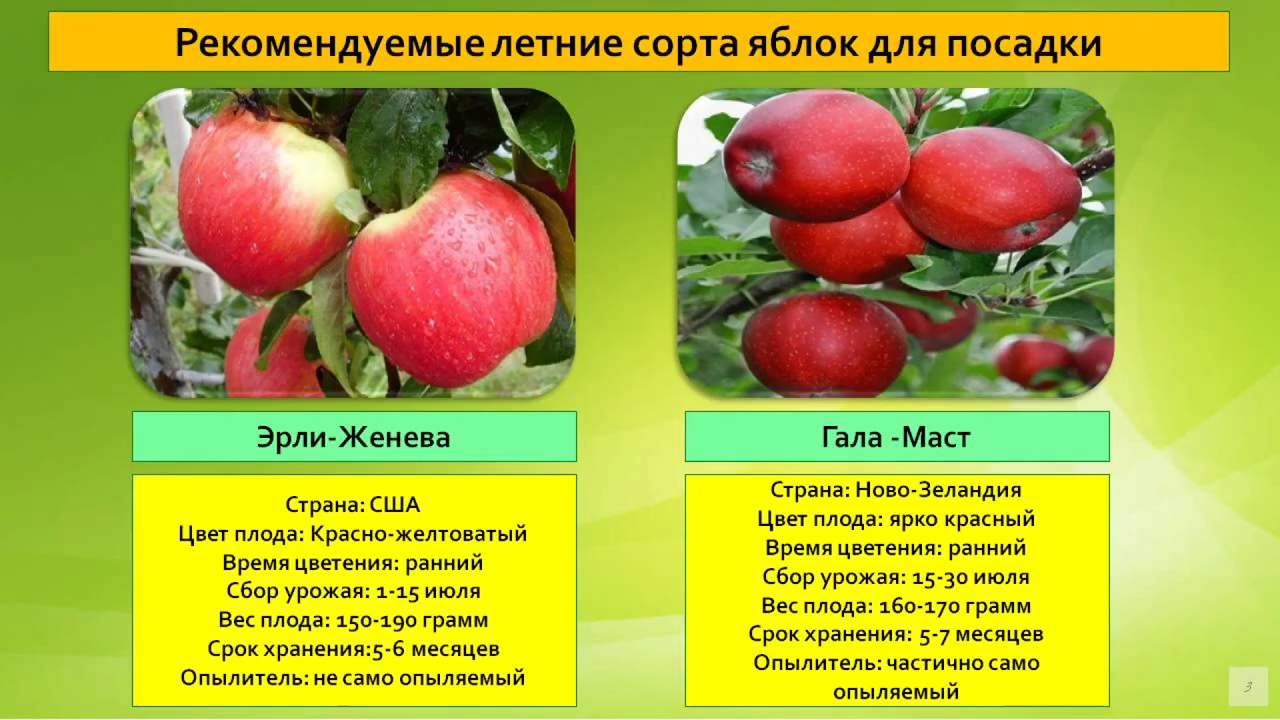 Рекомендуемые летние сорта яблок для посадки
Эрли-Женева
Страна: США
Цвет плода: Красно-желтоватый
Время цветения: ранний
Сбор урожая: 1-15 июля
Вес плода: 150-190 грамм
Срок хранения:5-6 месяцев
Опылитель: не само опыляемый
Гала -Маст
Страна: Ново-Зеландия
Цвет плода: ярко красный
Время цветения: ранний
Сбор урожая: 15-30 июля
Вес плода: 160-170 грамм
Срок хранения: 5-7 месяцев
Опылитель: частично само
опыляемый
3